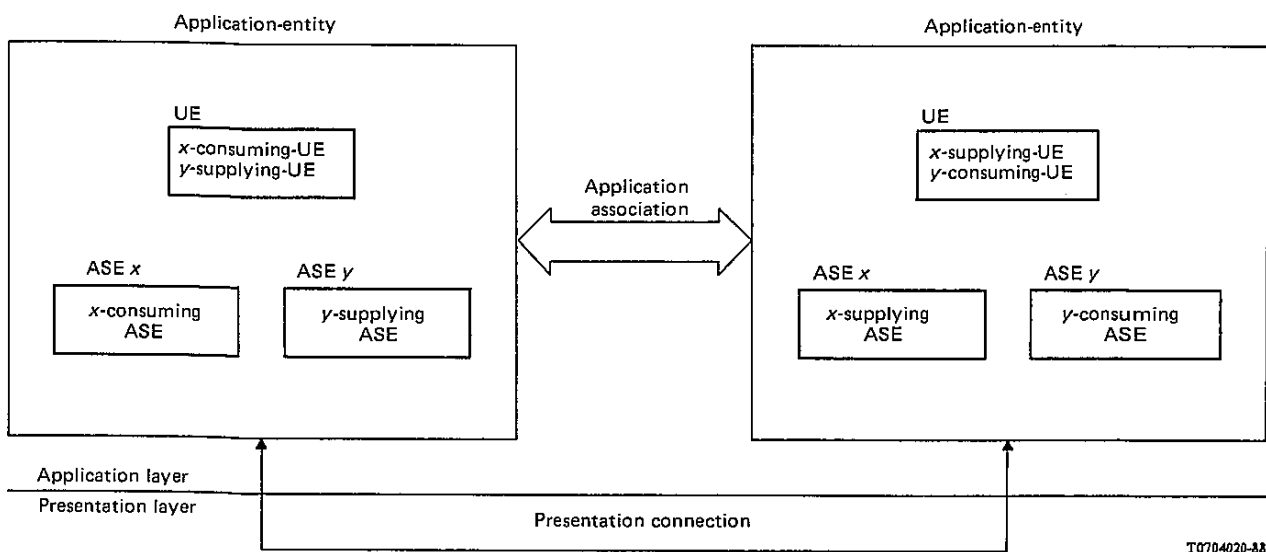 Application-entity
Application-entity
UE
x-consuming-UE
y-supplying-UE
UE
x-supplying-UE
y-consuming-UE
Application
association
ASE x
x-consuming
ASE
ASE y
y-supplying
ASE
ASE x
x-supplying
ASE
ASE y
y-consuming
ASE
Application layer
Presentation layer
Presentation connection
T0704020-88